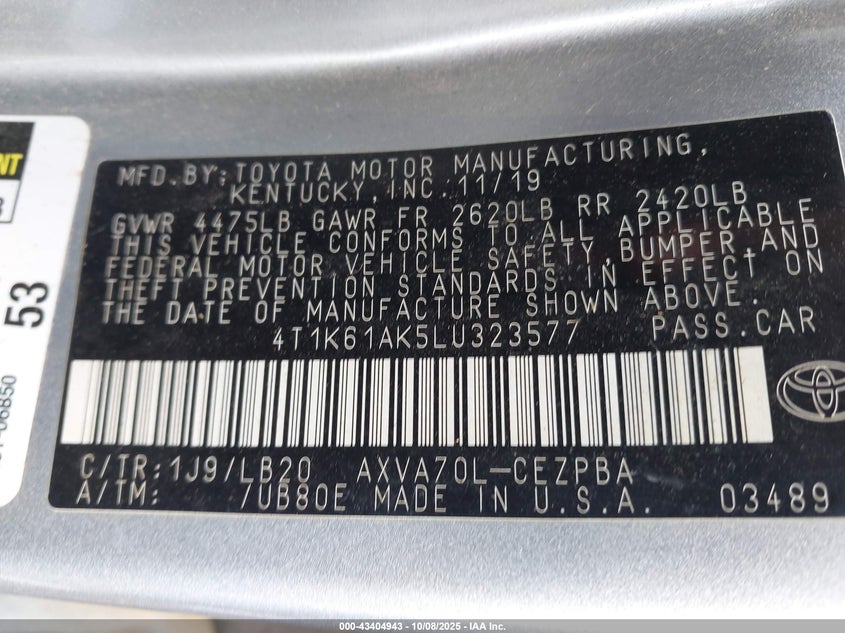 MFD.BY:TOYOTA MOTOR MANUFACTURING,
KENTUCKY,INC.11/19
GVWR 4475LB GAWR FR 2620LB RR 2420LB
THIS VEHICLE CONFORMS TO ALL APPLICABLE
FEDERAL MOTOR VEHICLE SAFETY,BUMPER,AND
THEFT PREVENTION STANDARDS IN EFFECT ON
THE DATE OF MANUFACTURE SHOWN ABOVE.
4T1K61AK5LU323577 PASS.CAR
C/TR:1J9/LB20 AXVA70L-CEZPBA
A/TM: 7UB80E MADE IN U.S.A. 03489
53
06B50
000-43404943 - 10/08/2025 - IAA Inc.